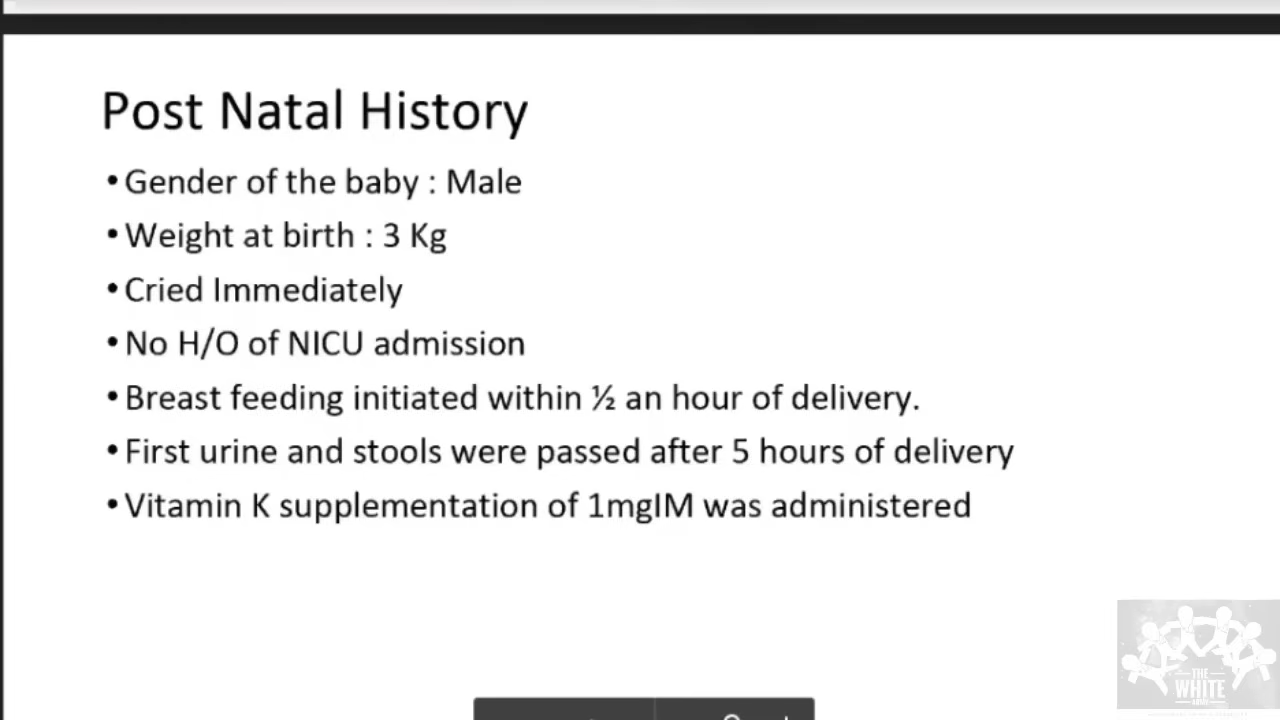 Post Natal History
•Gender of the baby : Male
•Weight at birth : 3 Kg
•Cried Immediately
•No H/O of NICU admission
•Breast feeding initiated within ½ an hour of delivery.
•First urine and stools were passed after 5 hours of delivery
•Vitamin K supplementation of 1mgIM was administered
THE
WHITE